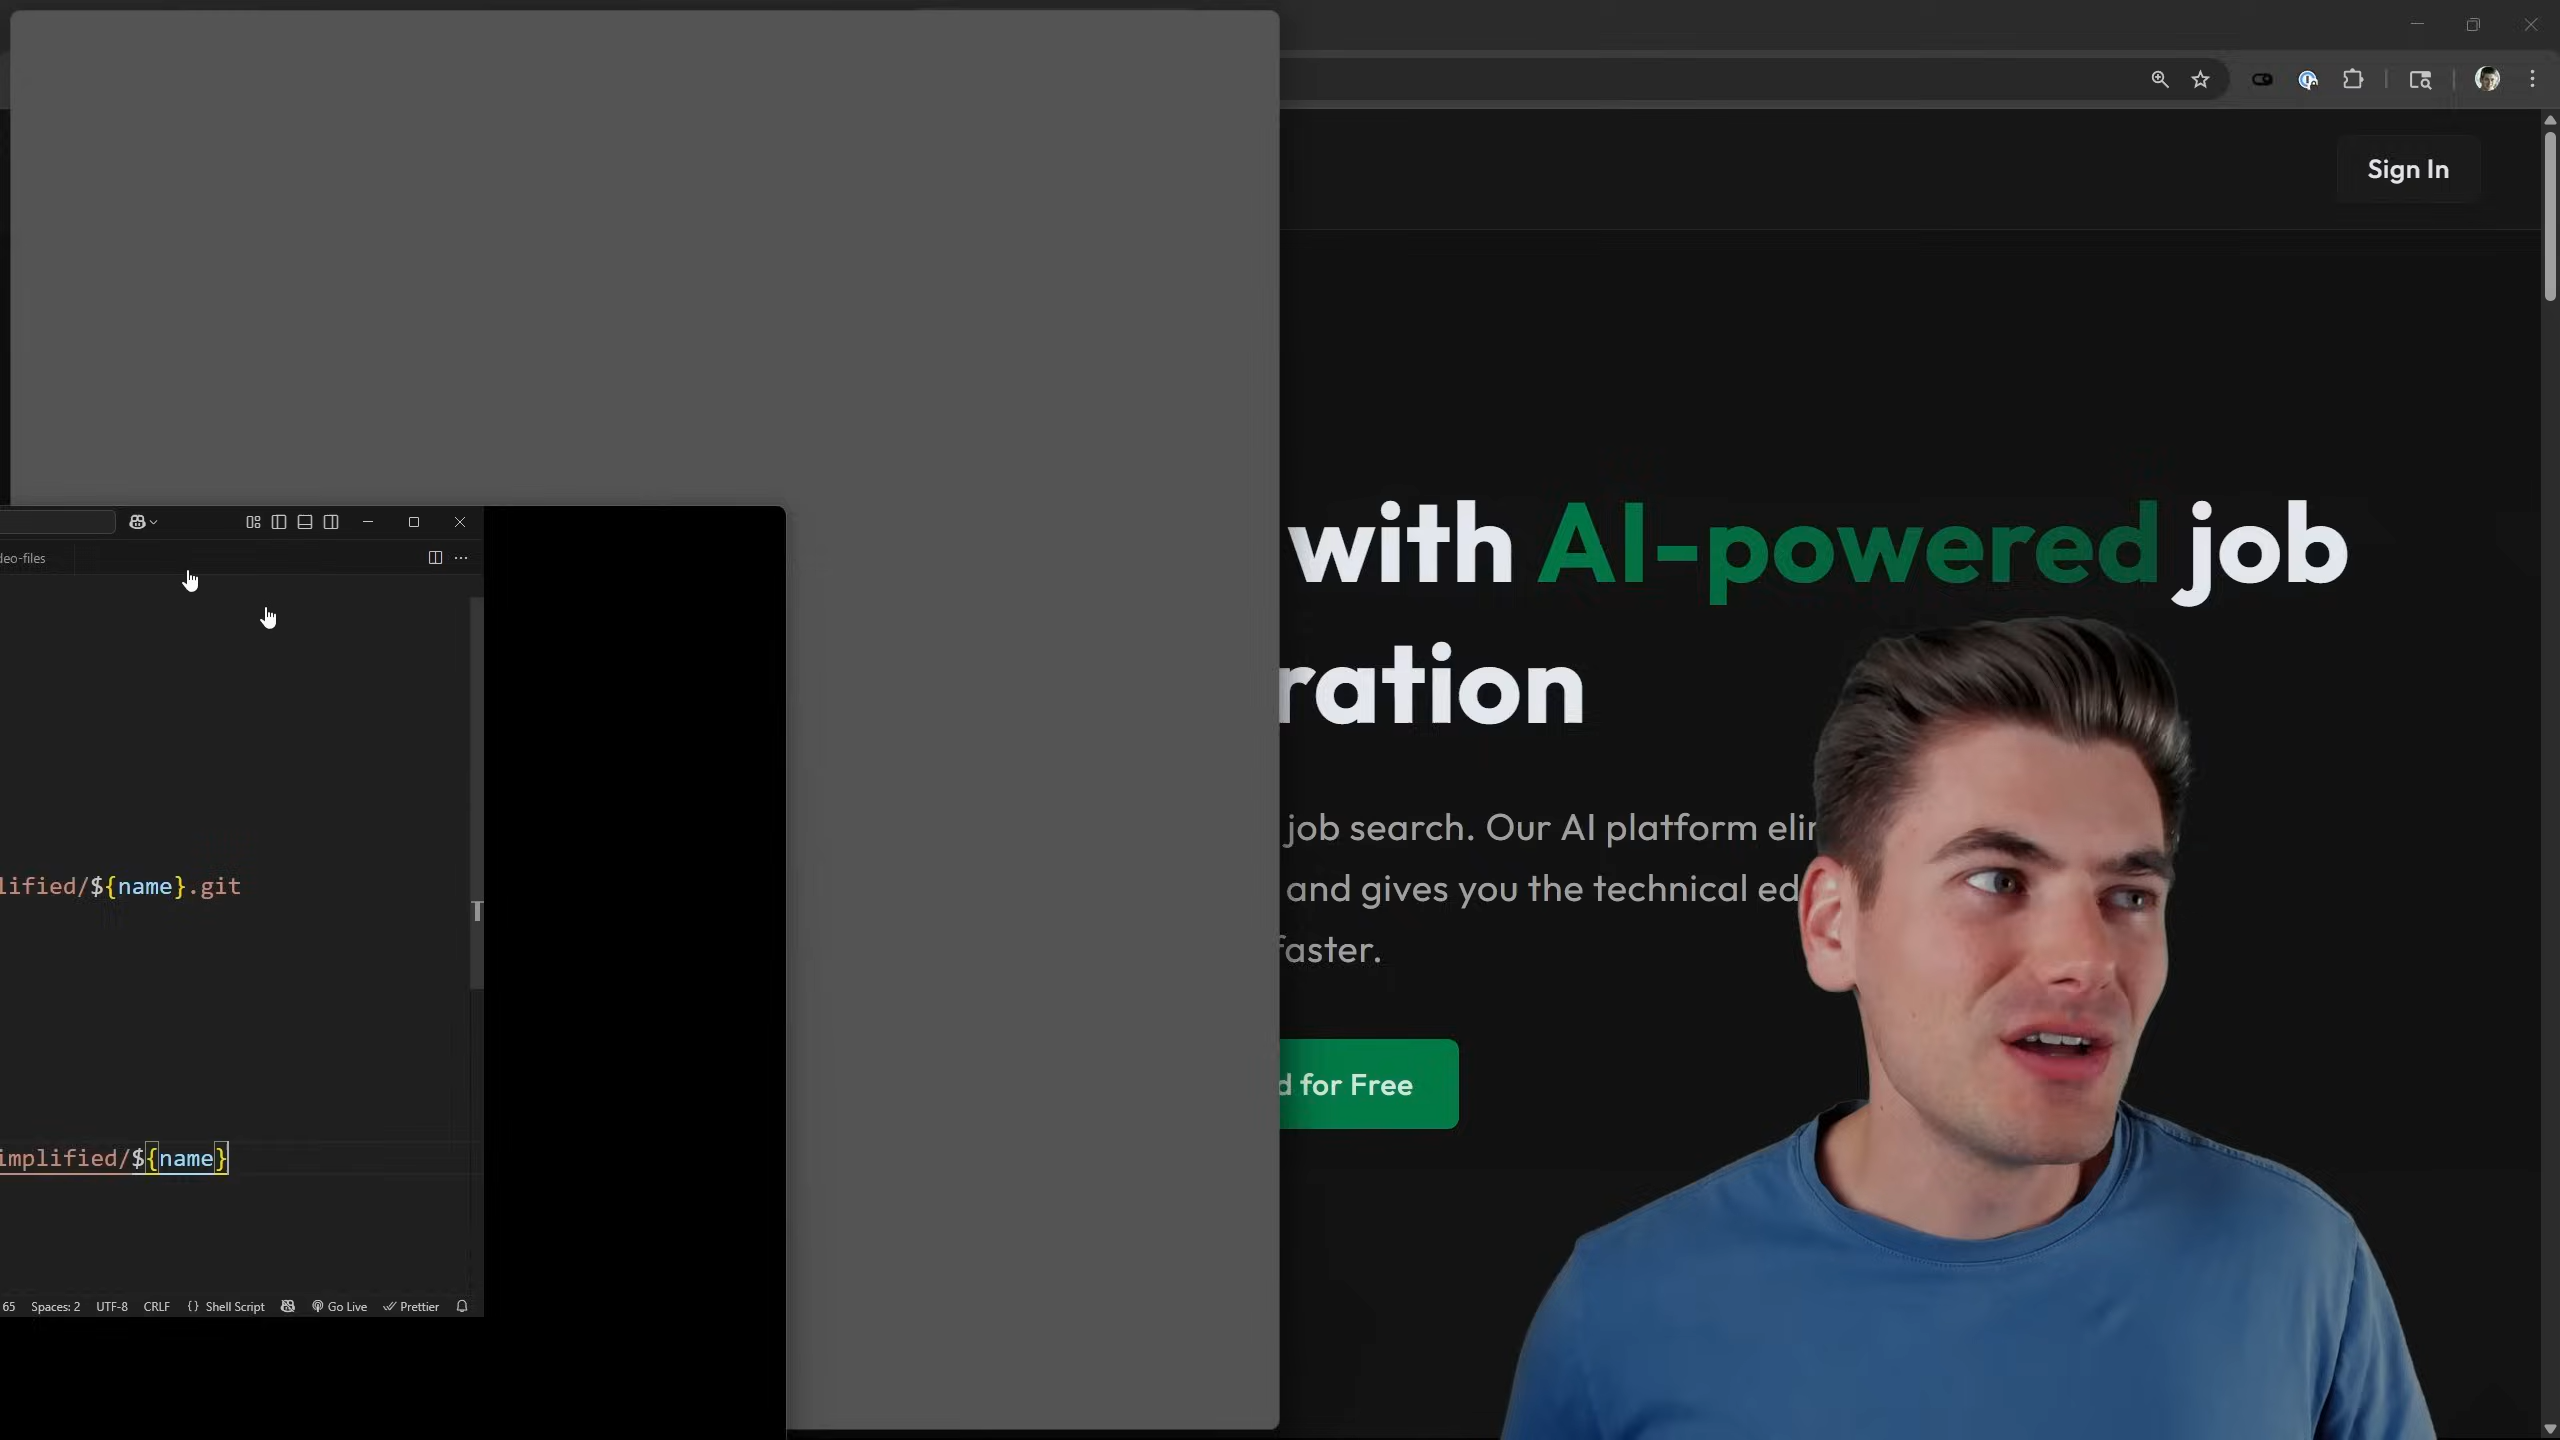 Sign In
with AI-powered job
ration
job search. Our AI platform elir
and gives you the technical ed
faster.
d for Free
deo-files
lified/${name}.git
implified/${name}
65 Spaces: 2 UTF-8 CRLF {} Shell Script Go Live Prettier